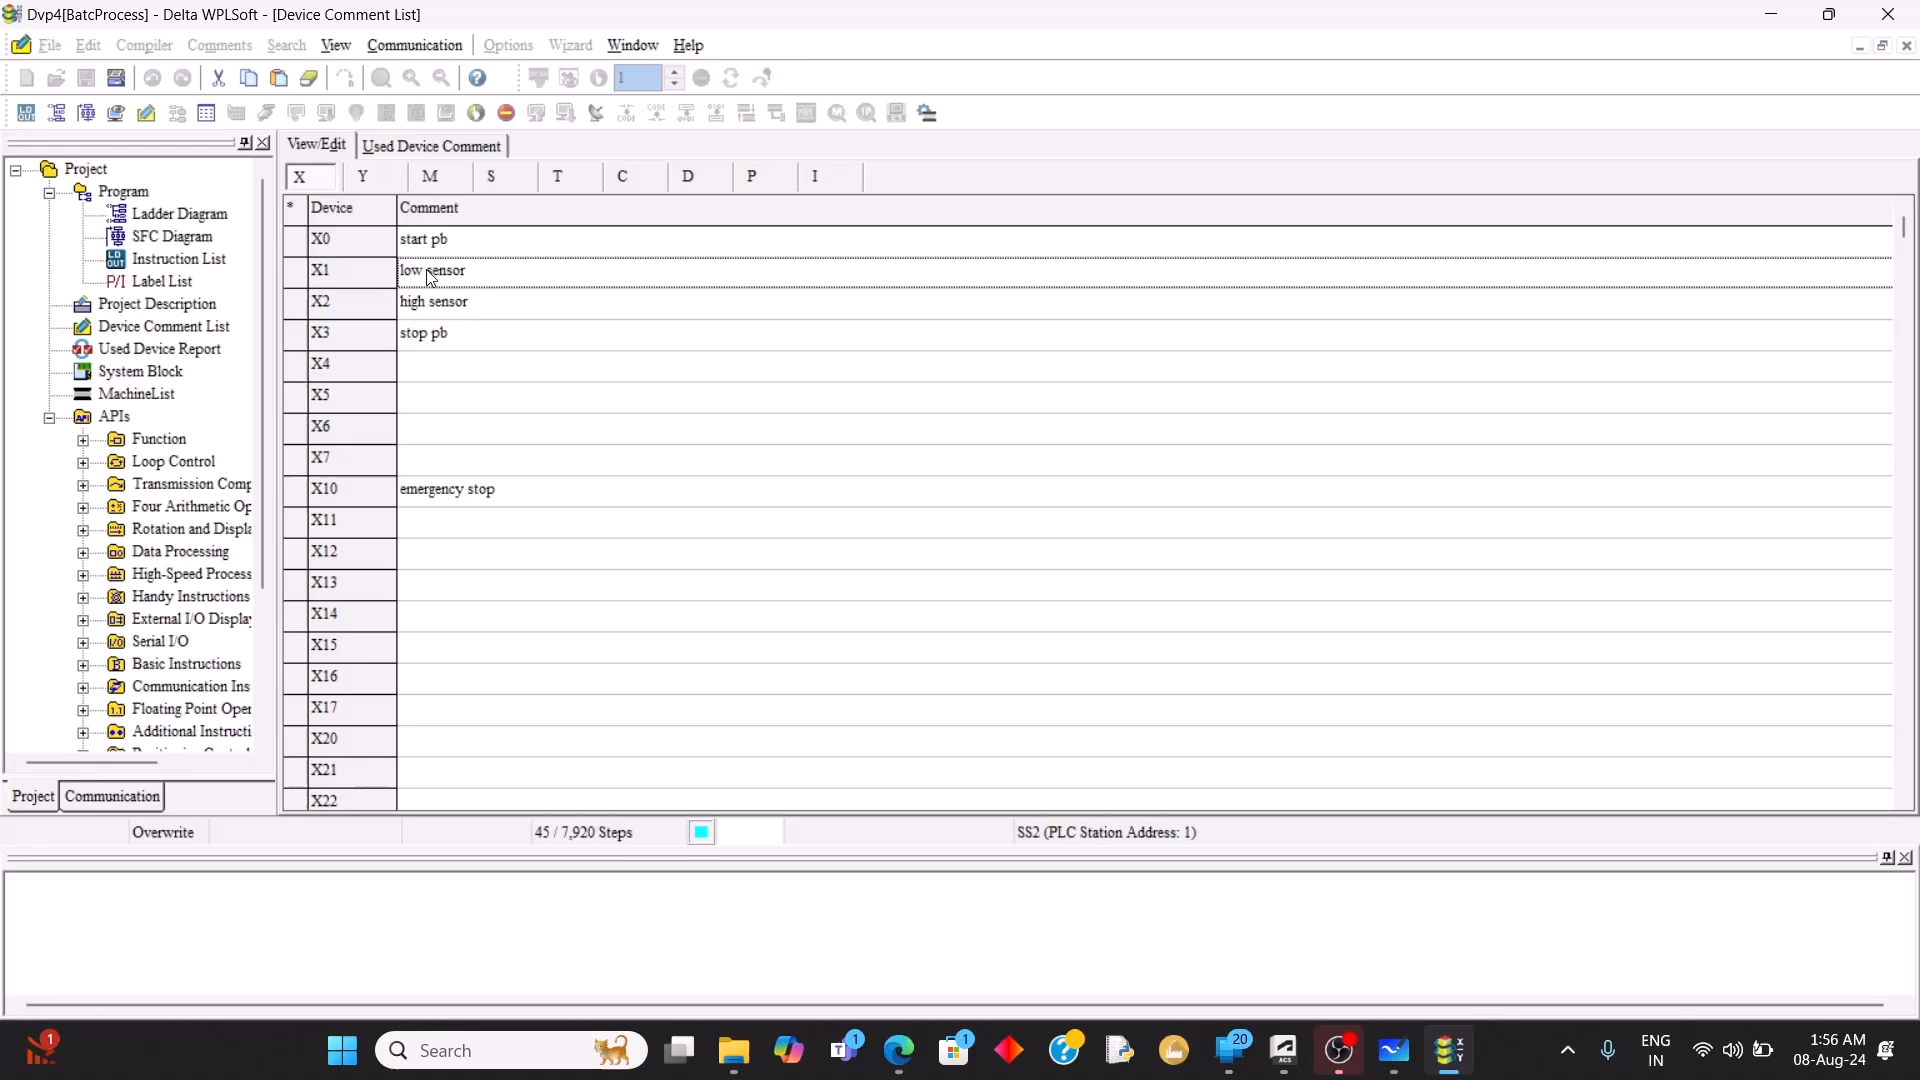 Dvp4[BatcProcess] - Delta WPLSoft - [Device Comment List]
File Edit Compiler Comments Search View Communication Options Wizard Window Help
1
View/Edit Used Device Comment
X Y M S T C D P I
* Device Comment
X0 start pb
X1 low sensor
X2 high sensor
X3 stop pb
X4
X5
X6
X7
X10 emergency stop
X11
X12
X13
X14
X15
X16
X17
X20
X21
X22
Project
Program
Ladder Diagram
SFC Diagram
Instruction List
P/I Label List
Project Description
Device Comment List
Used Device Report
System Block
MachineList
APIs
Function
Loop Control
Transmission Comp
Four Arithmetic Op
Rotation and Displa
Data Processing
High-Speed Process
Handy Instructions
External I/O Display
Serial I/O
Basic Instructions
Communication Ins
Floating Point Oper
Additional Instructi
Project Communication
Overwrite 45 / 7,920 Steps SS2 (PLC Station Address: 1)
Search
ENG
IN
1:56 AM
08-Aug-24